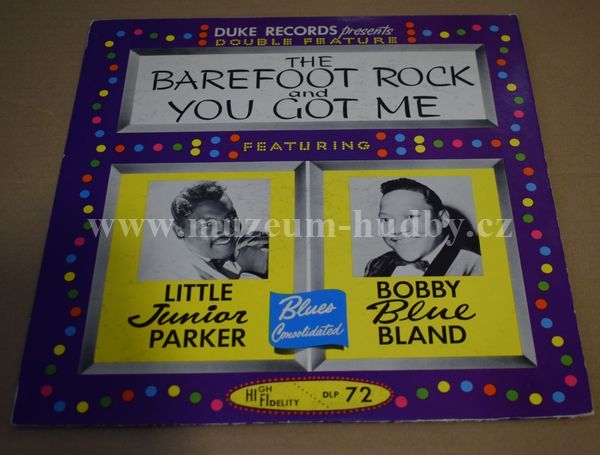 DUKE RECORDS presents
DOUBLE FEATURE
THE
BAREFOOT ROCK
and
YOU GOT ME
FEATURING
www.muzeum-hudby.cz
LITTLE
Junior
PARKER
Blues
Consolidated
BOBBY
Blue
BLAND
HIGH
FIDELITY
DLP 72